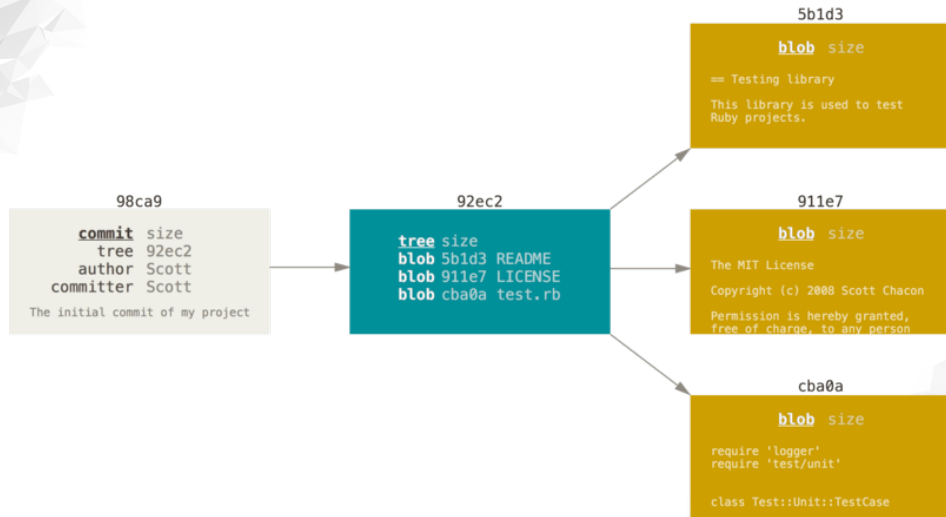 98ca9
commit size
tree 92ec2
author Scott
committer Scott
The initial commit of my project
92ec2
tree size
blob 5b1d3 README
blob 911e7 LICENSE
blob cba0a test.rb
5b1d3
blob size
== Testing library
This library is used to test
Ruby projects.
911e7
blob size
The MIT License
Copyright (c) 2008 Scott Chacon
Permission is hereby granted,
free of charge, to any person
cba0a
blob size
require 'logger'
require 'test/unit'
class Test::Unit::TestCase